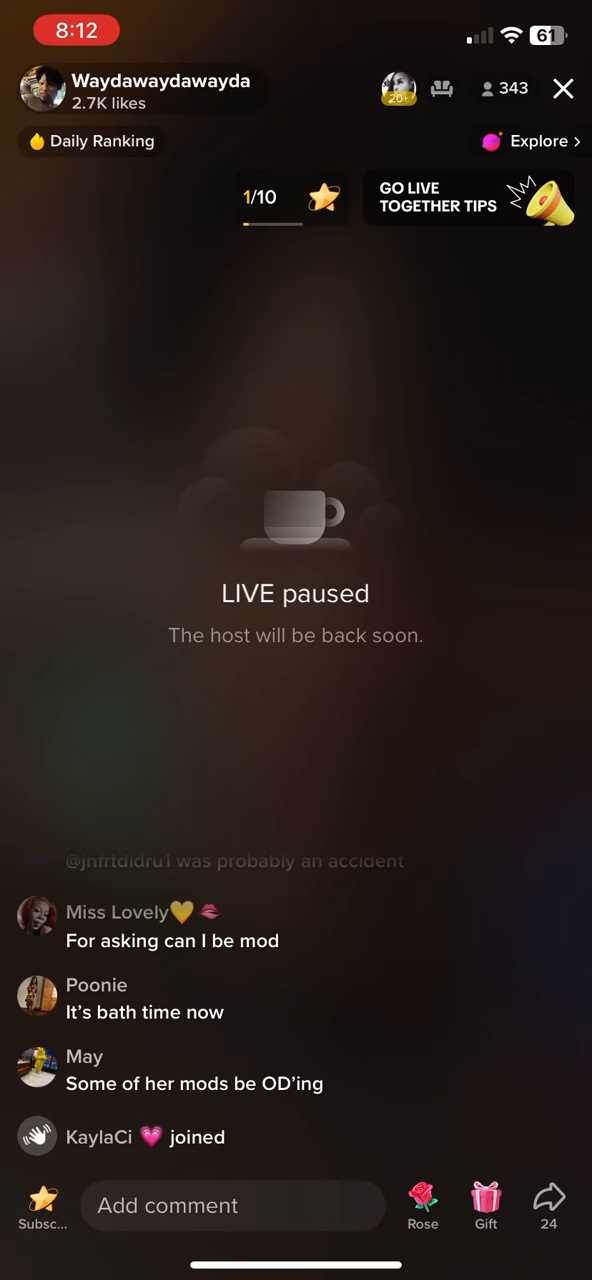 8:12
61
Waydawaydawayda
2.7K likes
20+
343
Daily Ranking
Explore >
1/10
GO LIVE
TOGETHER TIPS
LIVE paused
The host will be back soon.
@jnfrtdidru1 was probably an accident
Miss Lovely💛💋
For asking can I be mod
Poonie
It’s bath time now
May
Some of her mods be OD’ing
KaylaCi 💗 joined
Subsc...
Add comment
Rose
Gift
24